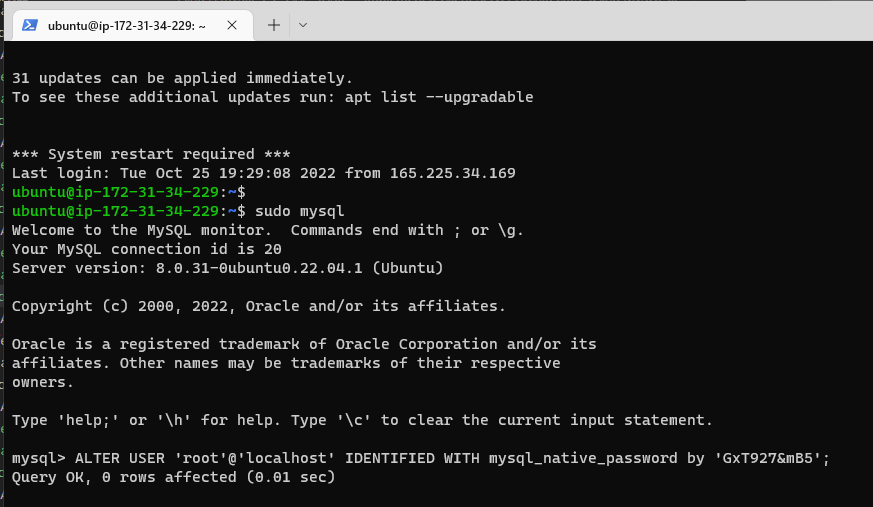 ubuntu@ip-172-31-34-229: ~
31 updates can be applied immediately.
To see these additional updates run: apt list --upgradable
*** System restart required ***
Last login: Tue Oct 25 19:29:08 2022 from 165.225.34.169
ubuntu@ip-172-31-34-229:~$
ubuntu@ip-172-31-34-229:~$ sudo mysql
Welcome to the MySQL monitor.  Commands end with ; or \g.
Your MySQL connection id is 20
Server version: 8.0.31-0ubuntu0.22.04.1 (Ubuntu)
Copyright (c) 2000, 2022, Oracle and/or its affiliates.
Oracle is a registered trademark of Oracle Corporation and/or its
affiliates. Other names may be trademarks of their respective
owners.
Type 'help;' or '\h' for help. Type '\c' to clear the current input statement.
mysql> ALTER USER 'root'@'localhost' IDENTIFIED WITH mysql_native_password by 'GxT927&mB5';
Query OK, 0 rows affected (0.01 sec)